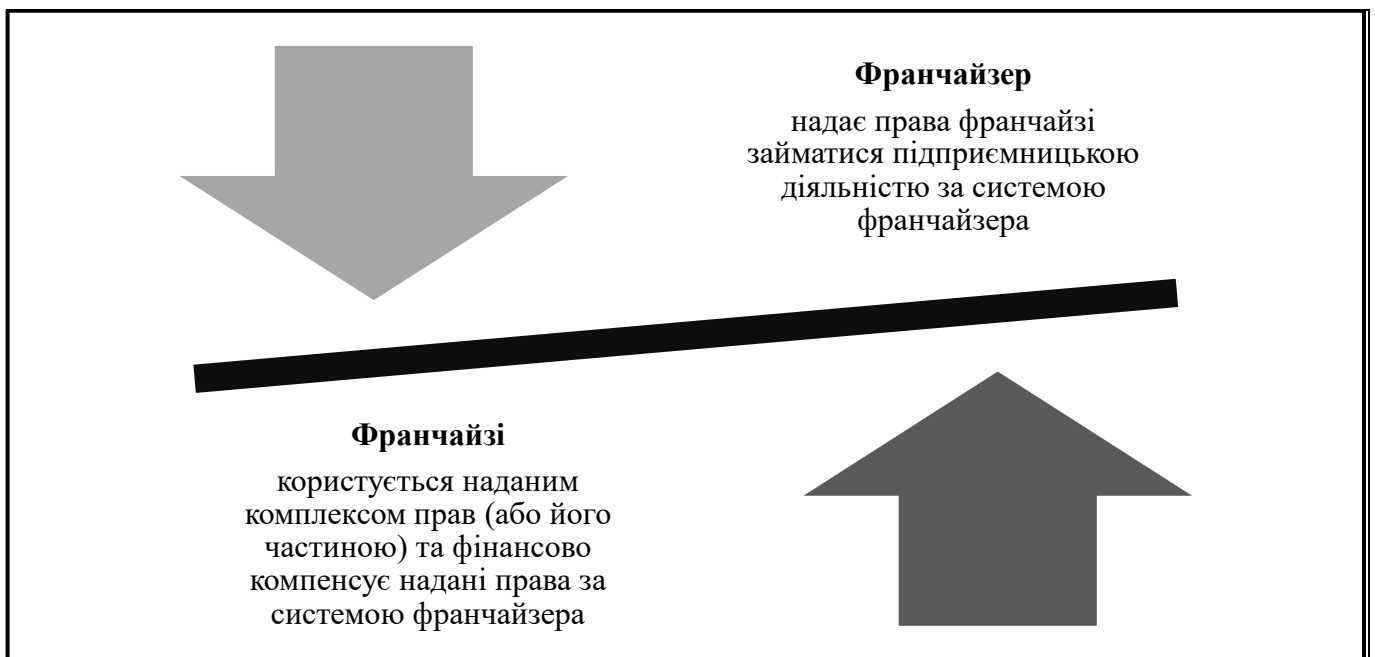 Франчайзер
надає права франчайзі
займатися підприємницькою
діяльністю за системою
франчайзера
Франчайзі
користується наданим
комплексом прав (або його
частиною) та фінансово
компенсує надані права за
системою франчайзера